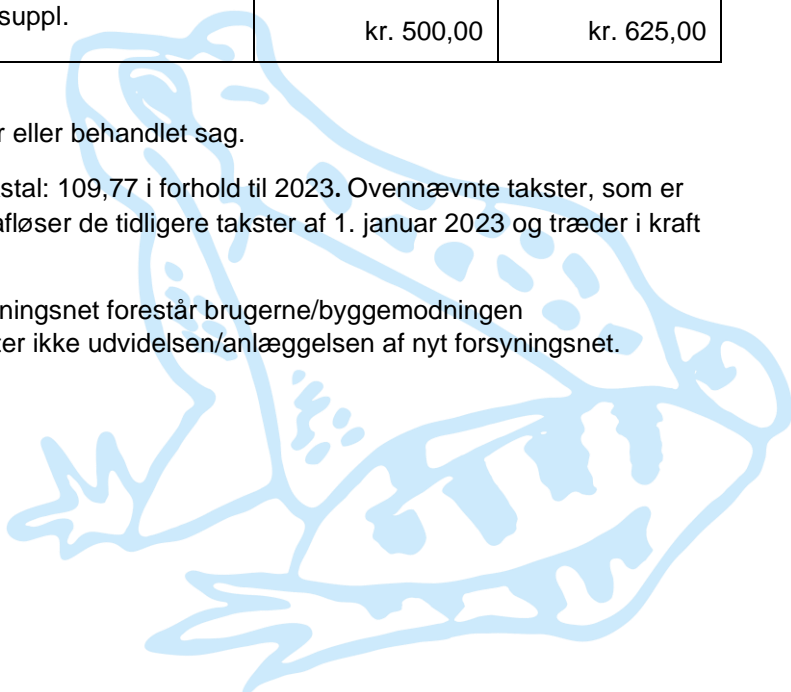 suppl.
kr. 500,00 kr. 625,00
r eller behandlet sag.
stal: 109,77 i forhold til 2023. Ovennævnte takster, som er
afløser de tidligere takster af 1. januar 2023 og træder i kraft
ningsnet forestår brugerne/byggemodningen
ter ikke udvidelsen/anlæggelsen af nyt forsyningsnet.